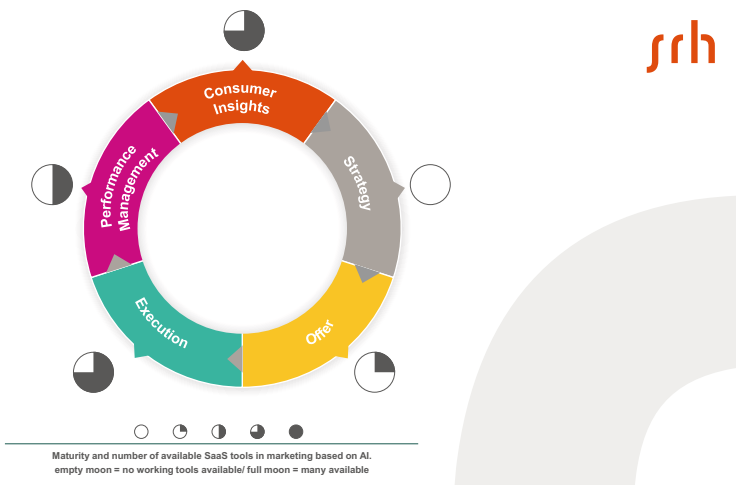 srh
Consumer
Insights
Strategy
Performance
Management
Execution
Offer
Maturity and number of available SaaS tools in marketing based on AI.
empty moon = no working tools available/ full moon = many available